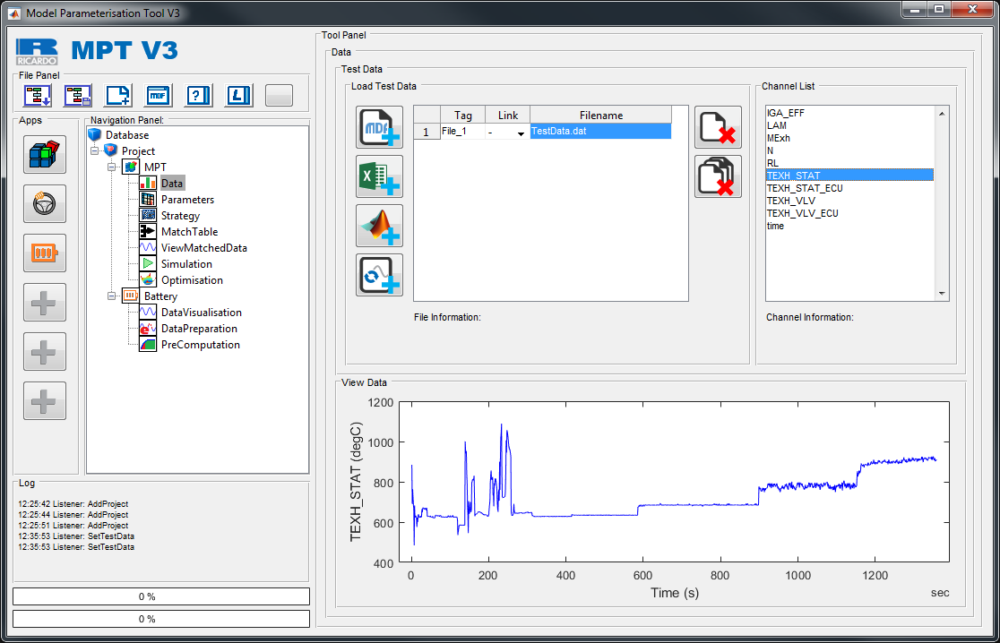 Model Parameterisation Tool V3
RICARDO
MPT V3
File Panel
MDF
?
L
Apps
Navigation Panel:
Database
Project
MPT
Data
Parameters
Strategy
MatchTable
ViewMatchedData
Simulation
Optimisation
Battery
DataVisualisation
DataPreparation
PreComputation
Log
12:25:42 Listener: AddProject
12:25:44 Listener: AddProject
12:25:51 Listener: AddProject
12:35:53 Listener: SetTestData
12:35:53 Listener: SetTestData
0 %
0 %
Tool Panel
Data
Test Data
Load Test Data
MDF
Tag Link Filename
1 File_1 - TestData.dat
File Information:
Channel List
IGA_EFF
LAM
MExh
N
RL
TEXH_STAT
TEXH_STAT_ECU
TEXH_VLV
TEXH_VLV_ECU
time
Channel Information:
View Data
TEXH_STAT (degC)
1200
1000
800
600
400
0 200 400 600 800 1000 1200
Time (s)
sec